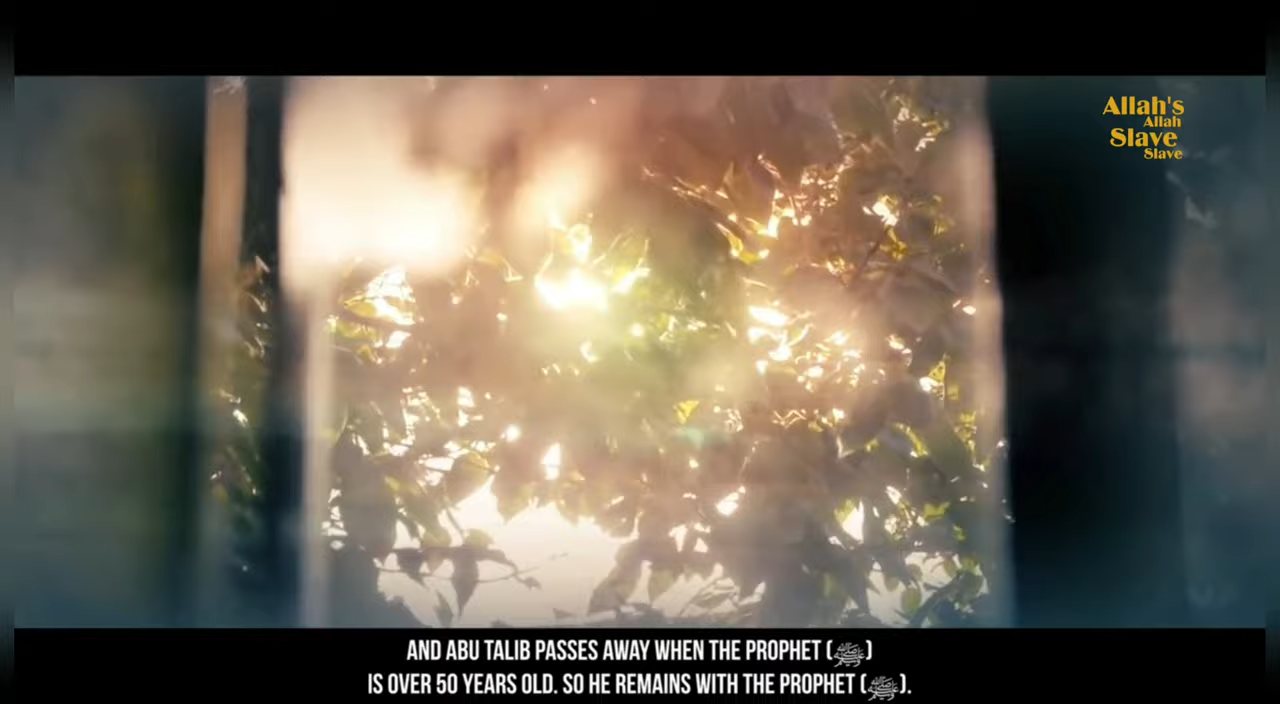 Allah's
Allah
Slave
Slave
AND ABU TALIB PASSES AWAY WHEN THE PROPHET (ﷺ)
IS OVER 50 YEARS OLD. SO HE REMAINS WITH THE PROPHET (ﷺ).